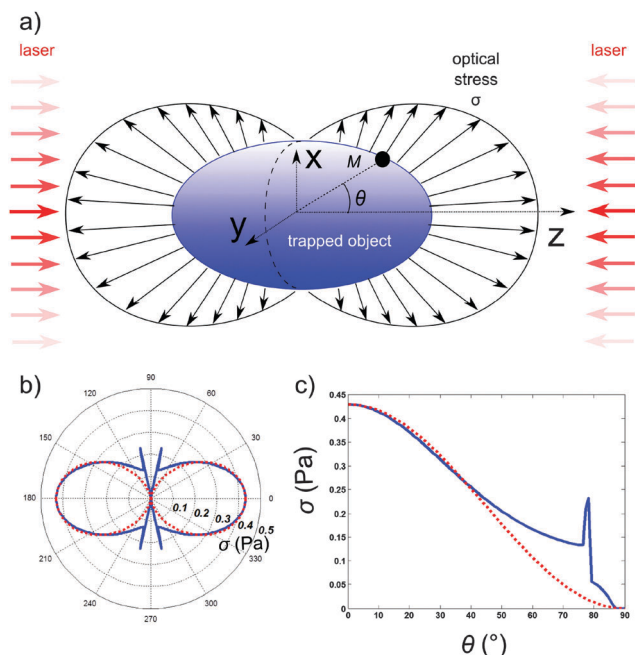 a)
laser
laser
optical
stress
σ
M
X
θ
y
trapped object
Z
b)
90
120
60
150
30
180
0
0.1
0.2
0.3
0.4
0.5
σ (Pa)
210
330
240
300
270
c)
0.45
0.4
0.35
0.3
0.25
0.2
0.15
0.1
0.05
0
σ (Pa)
0 10 20 30 40 50 60 70 80 90
θ (°)